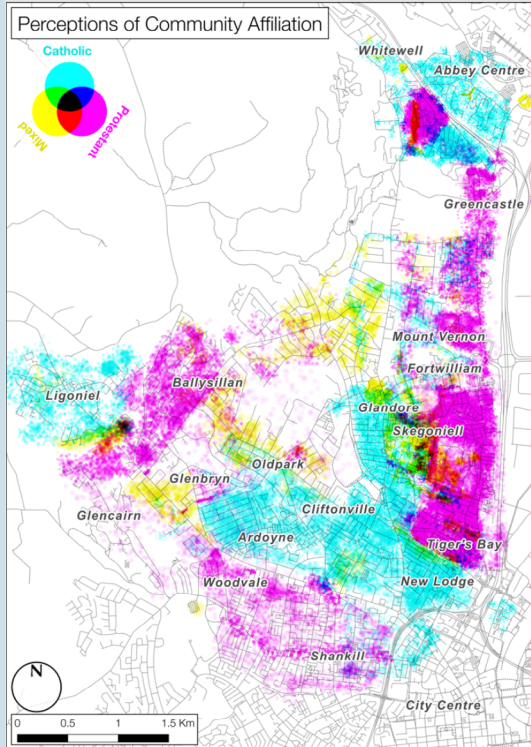 Perceptions of Community Affiliation
Catholic
Mixed
Protestant
Whitewell
Abbey Centre
Greencastle
Mount Vernon
Fortwilliam
Ballysillan
Ligoniel
Glandore
Skegoniell
Oldpark
Glenbryn
Cliftonville
Glencairn
Ardoyne
Tiger's Bay
New Lodge
Woodvale
Shankill
City Centre
N
0 0.5 1 1.5 Km